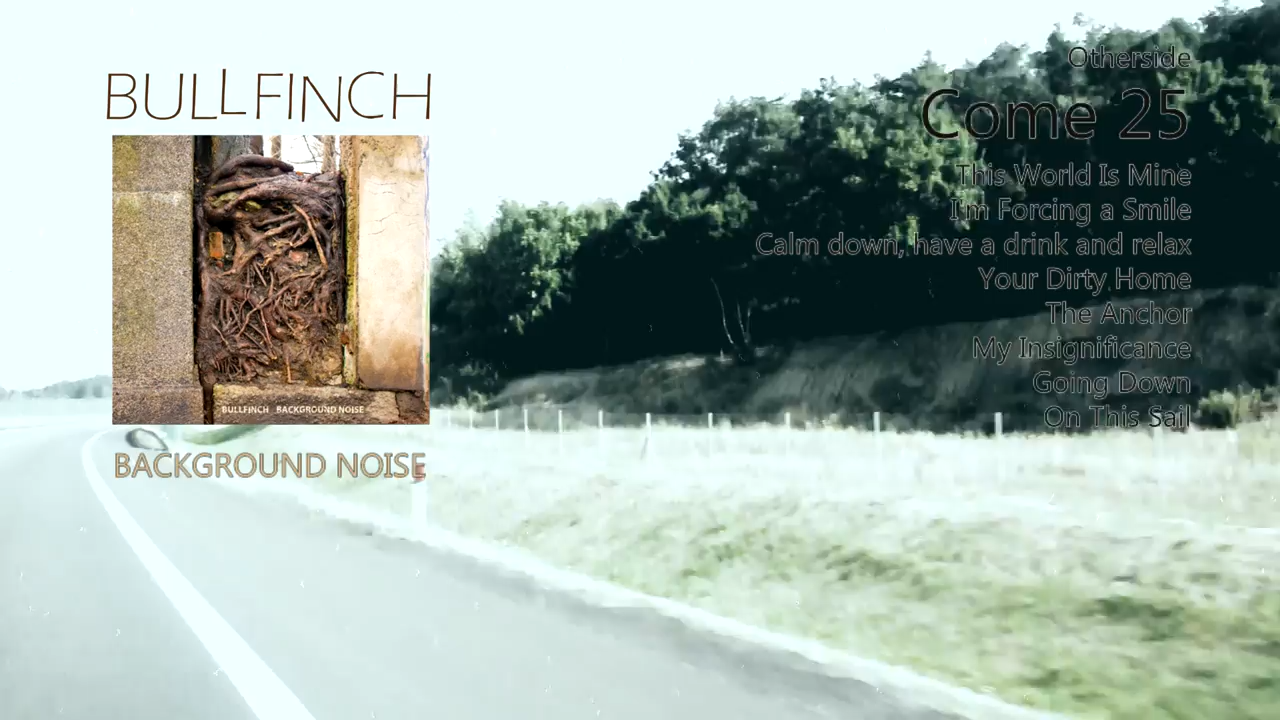 BULLFINCH
BULLFINCH BACKGROUND NOISE
BACKGROUND NOISE
Otherside
Come 25
This World Is Mine
I'm Forcing a Smile
Calm down, have a drink and relax
Your Dirty Home
The Anchor
My Insignificance
Going Down
On This Sail